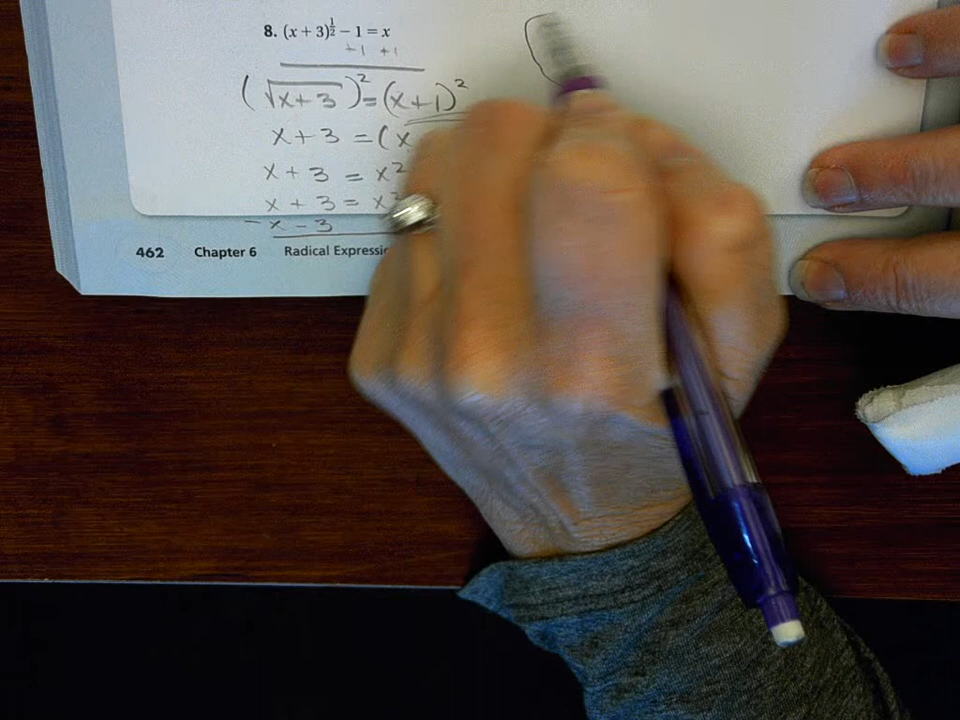 8. (x + 3)^{1/2} − 1 = x
+1 +1
(√x+3)² = (x+1)²
x+3 = (x
x+3 = x²
x+3 = x²
−x −3
462 Chapter 6 Radical